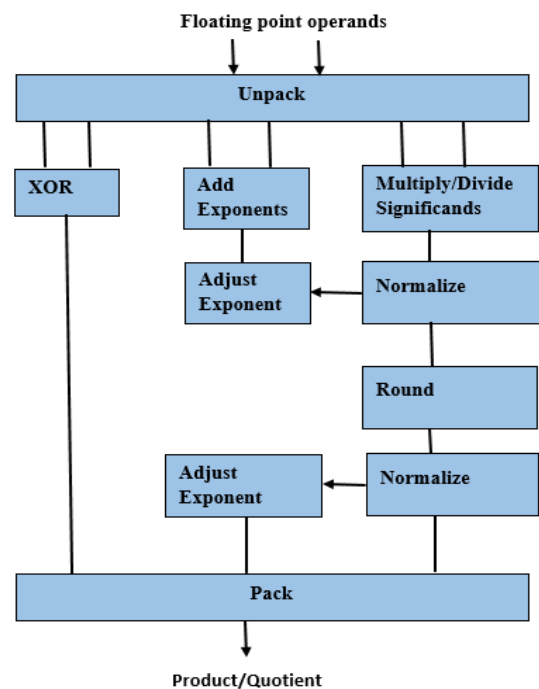 Floating point operands
Unpack
XOR
Add
Exponents
Multiply/Divide
Significands
Adjust
Exponent
Normalize
Round
Adjust
Exponent
Normalize
Pack
Product/Quotient